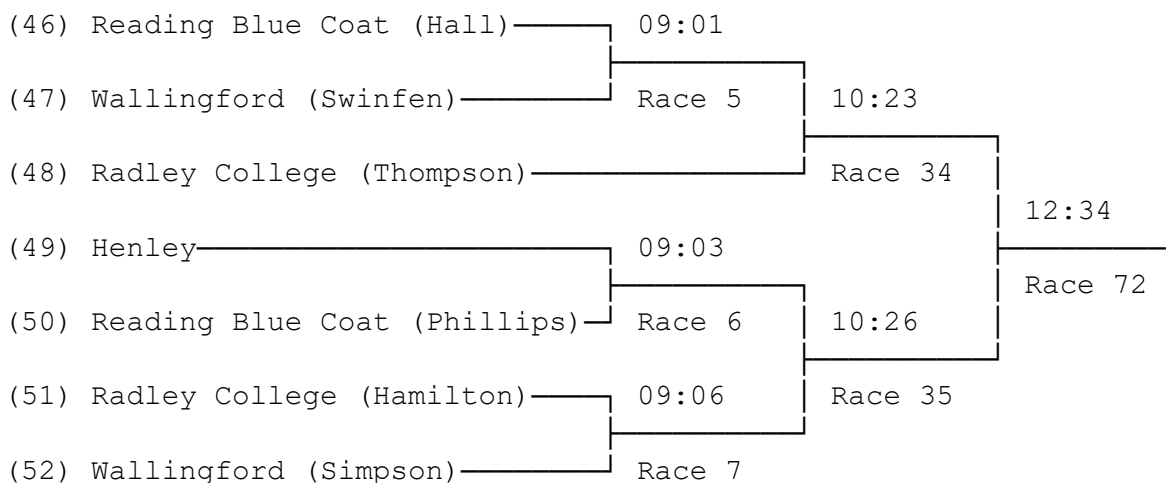 (46) Reading Blue Coat (Hall) 09:01
(47) Wallingford (Swinfen) Race 5 10:23
(48) Radley College (Thompson) Race 34
12:34
(49) Henley 09:03
Race 72
(50) Reading Blue Coat (Phillips) Race 6 10:26
(51) Radley College (Hamilton) 09:06 Race 35
(52) Wallingford (Simpson) Race 7